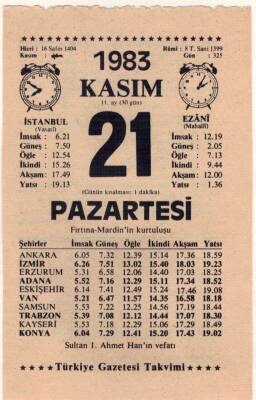 Hicri : 16 Safer 1404
Kasım :
1983
Rûmî : 8 T. Sani 1399
Gün : 325
KASIM
11. ay (30 gün)
İSTANBUL
(Vasati)
İmsak : 6.21
Güneş : 7.50
Öğle : 12.54
İkindi : 15.26
Akşam : 17.49
Yatsı : 19.13
21
EZÂNİ
(Mahalli)
İmsak : 12.19
Güneş : 2.05
Öğle : 7.13
İkindi : 9.44
Akşam : 12.00
Yatsı : 1.36
(Günün kısalması: 1 dakika)
PAZARTESİ
Fırtına-Mardin'in kurtuluşu
Şehirler İmsak Güneş Öğle İkindi Akşam Yatsı
ANKARA 6.05 7.32 12.39 15.14 17.36 18.59
İZMİR 6.26 7.51 13.02 15.40 18.03 19.23
ERZURUM 5.31 6.58 12.06 14.40 17.03 18.25
ADANA 5.52 7.16 12.29 15.11 17.34 18.52
ESKİŞEHİR 6.14 7.41 12.49 15.24 17.46 19.08
VAN 5.21 6.47 11.57 14.35 16.58 18.18
SAMSUN 5.53 7.22 12.25 14.56 17.19 18.44
TRABZON 5.39 7.08 12.12 14.44 17.07 18.30
KAYSERİ 5.53 7.18 12.29 15.06 17.29 18.49
KONYA 6.04 7.29 12.41 15.20 17.43 19.02
Sultan 1. Ahmet Han'ın vefatı
Türkiye Gazetesi Takvimi